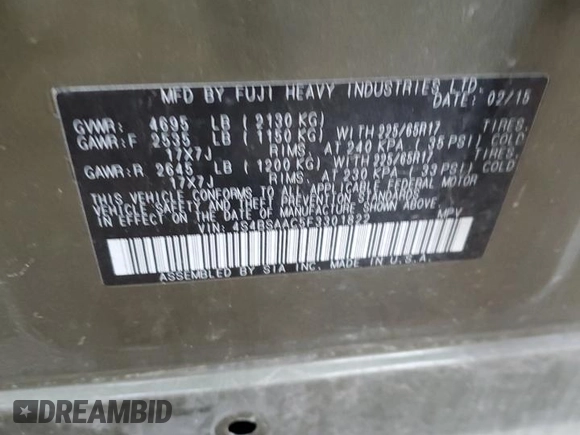 MFD BY FUJI HEAVY INDUSTRIES LTD.
DATE: 02/15
GVWR: 4695 LB (2130 KG)
GAWR:F 2535 LB (1150 KG) WITH 225/65R17 TIRES,
17X7J RIMS, AT 240 KPA (35 PSI) COLD
GAWR:R 2645 LB (1200 KG) WITH 225/65R17 TIRES,
17X7J RIMS, AT 230 KPA (33 PSI) COLD
THIS VEHICLE CONFORMS TO ALL APPLICABLE FEDERAL MOTOR
VEHICLE SAFETY AND THEFT PREVENTION STANDARDS
IN EFFECT ON THE DATE OF MANUFACTURE SHOWN ABOVE.
VIN: MPV
ASSEMBLED BY SIA INC. MADE IN U.S.A.
DREAMBID